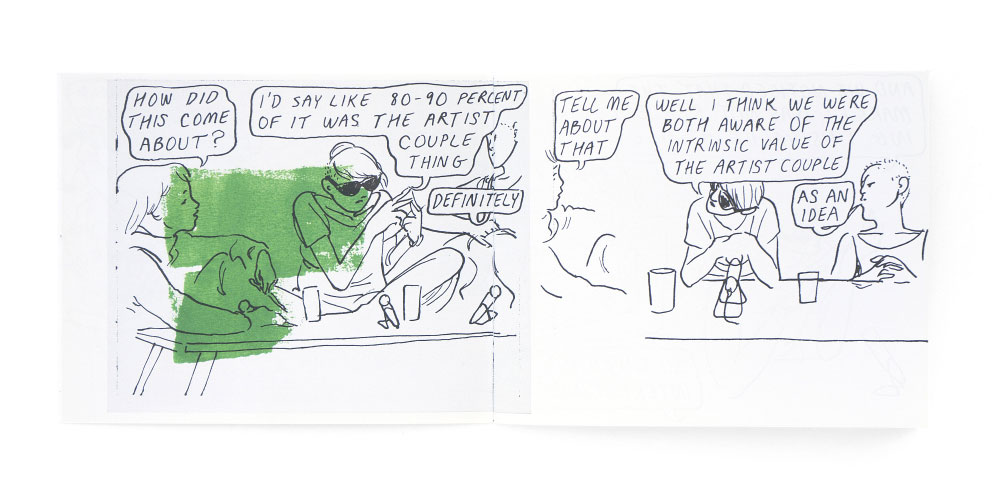 HOW DID
THIS COME
ABOUT?
I'D SAY LIKE 80-90 PERCENT
OF IT WAS THE ARTIST
COUPLE
THING
DEFINITELY
TELL ME
ABOUT
THAT
WELL I THINK WE WERE
BOTH AWARE OF THE
INTRINSIC VALUE OF
THE ARTIST COUPLE
AS AN
IDEA